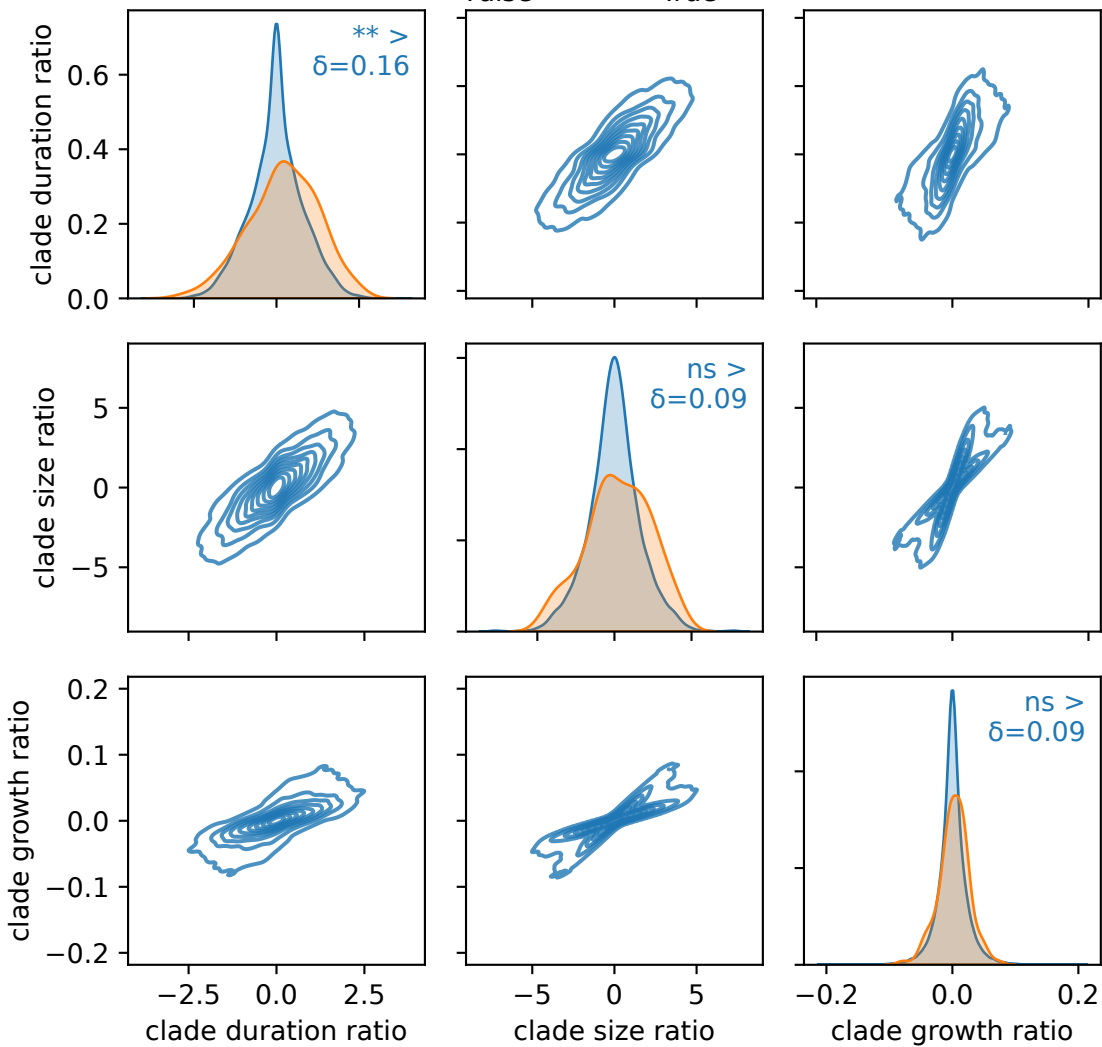 clade duration ratio
0.6
0.4
0.2
0.0
** >
δ=0.16
clade size ratio
5
0
−5
ns >
δ=0.09
clade growth ratio
0.2
0.1
0.0
−0.1
−0.2
ns >
δ=0.09
−2.5 0.0 2.5
−5 0 5
−0.2 0.0 0.2
clade duration ratio
clade size ratio
clade growth ratio